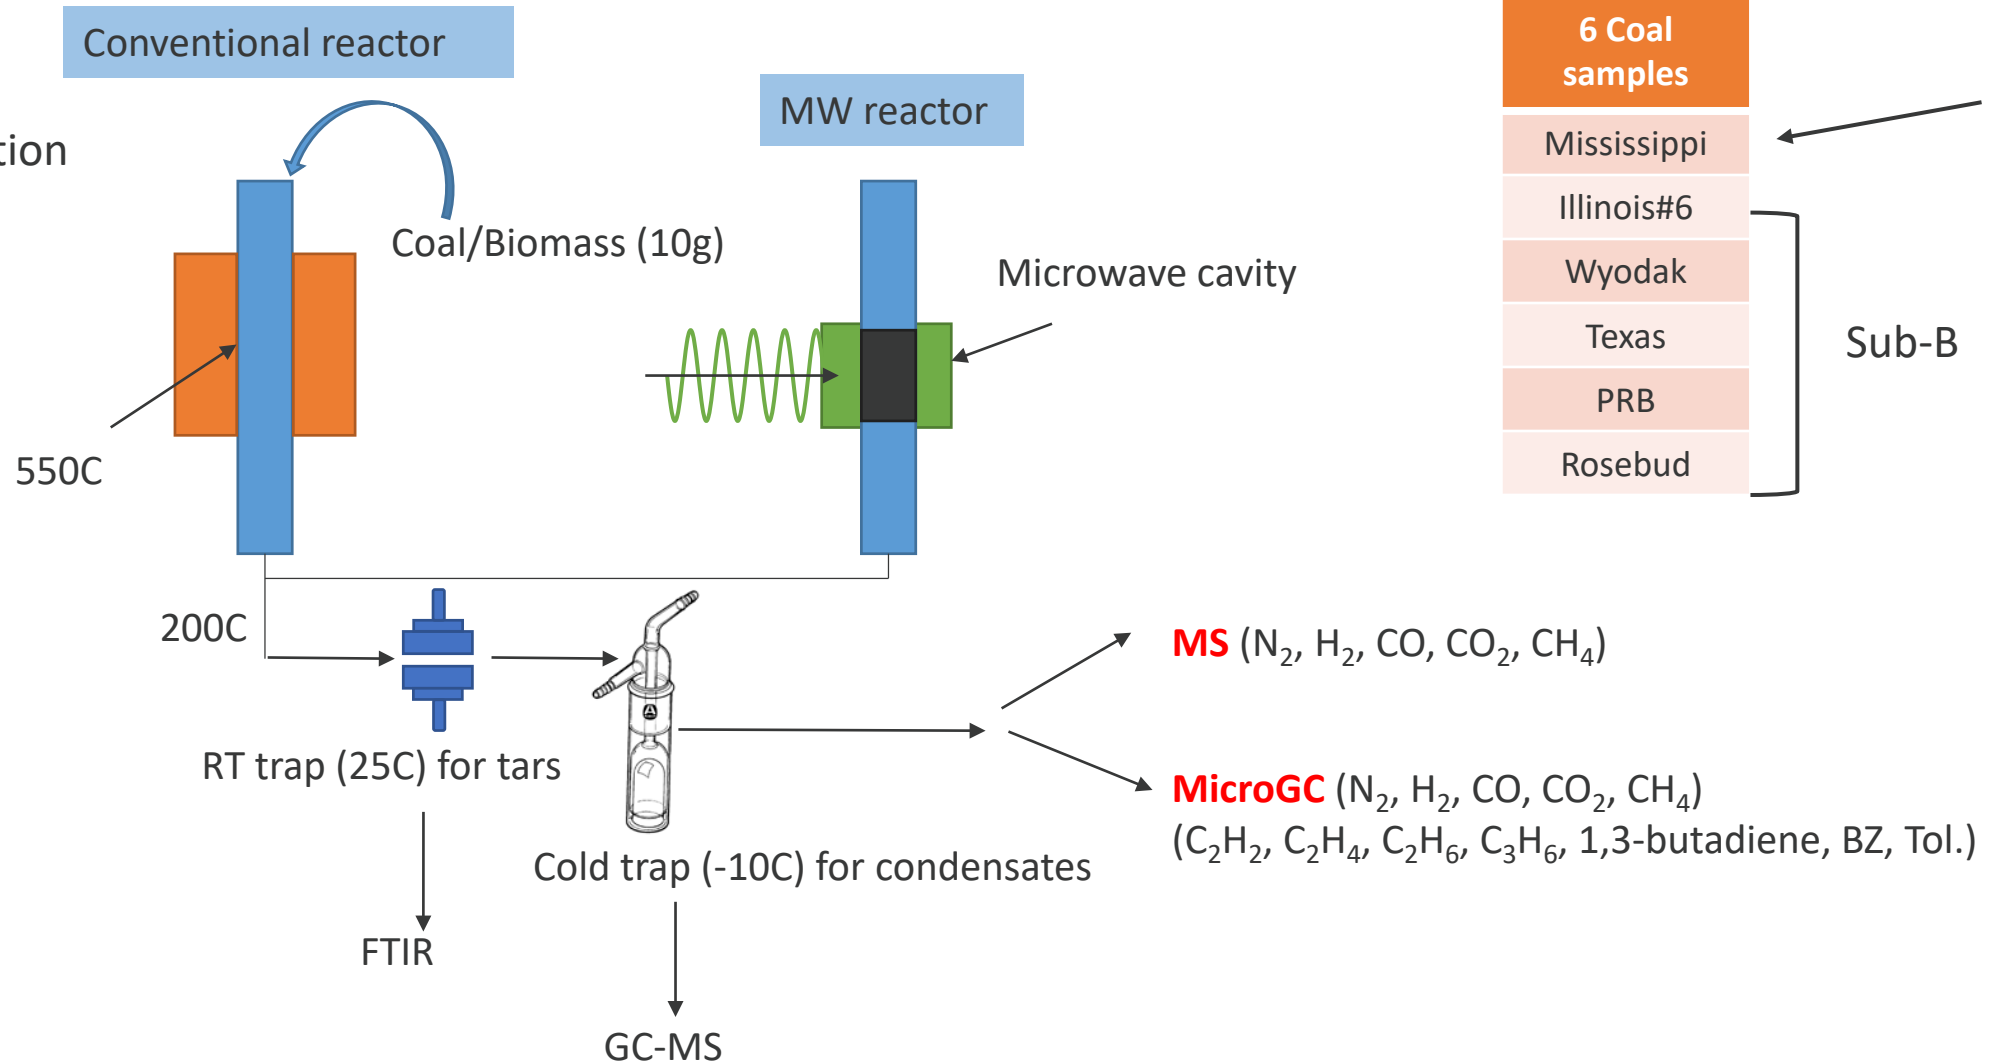 Conventional reactor
MW reactor
tion
Coal/Biomass (10g)
Microwave cavity
550C
200C
RT trap (25C) for tars
FTIR
Cold trap (-10C) for condensates
GC-MS
MS (N₂, H₂, CO, CO₂, CH₄)
MicroGC (N₂, H₂, CO, CO₂, CH₄)
(C₂H₂, C₂H₄, C₂H₆, C₃H₆, 1,3-butadiene, BZ, Tol.)
6 Coal
samples
Mississippi
Illinois#6
Wyodak
Texas
PRB
Rosebud
Sub-B